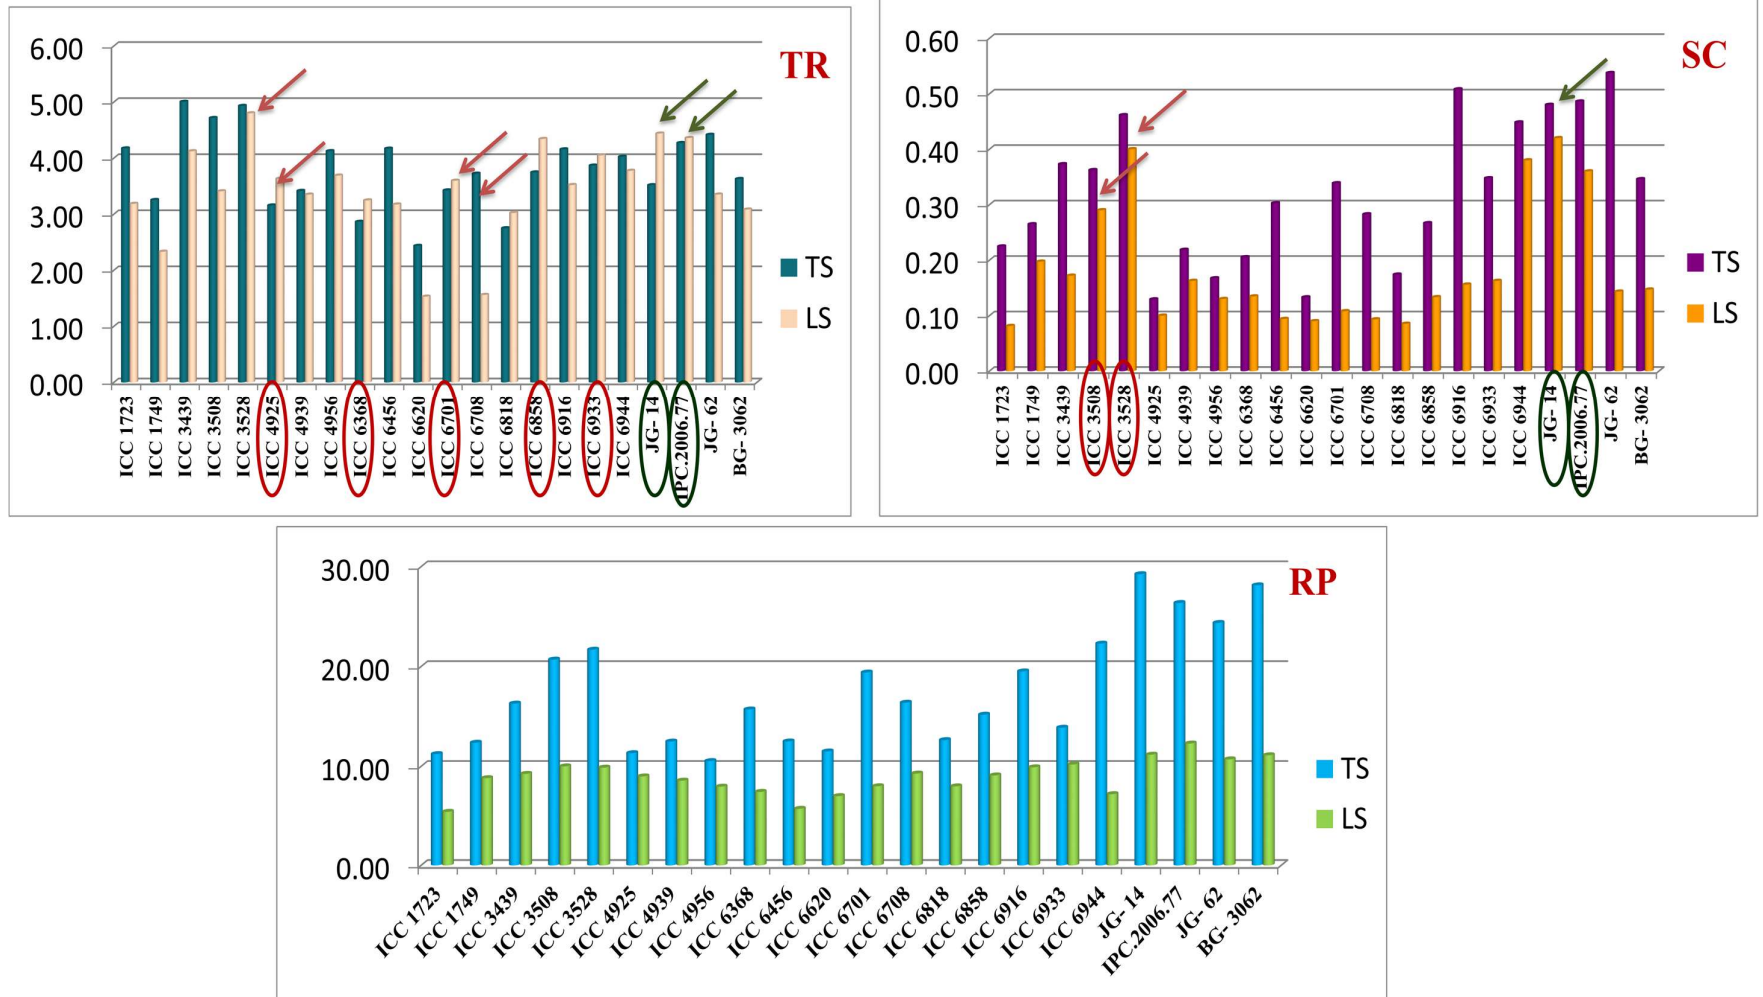 TR
6.00
5.00
4.00
3.00
2.00
1.00
0.00
TS
LS
ICC 1723
ICC 1749
ICC 3439
ICC 3508
ICC 3528
ICC 4925
ICC 4939
ICC 4956
ICC 6368
ICC 6456
ICC 6620
ICC 6701
ICC 6708
ICC 6818
ICC 6858
ICC 6916
ICC 6933
ICC 6944
JG- 14
IPC.2006.77
JG- 62
BG- 3062
SC
0.60
0.50
0.40
0.30
0.20
0.10
0.00
TS
LS
ICC 1723
ICC 1749
ICC 3439
ICC 3508
ICC 3528
ICC 4925
ICC 4939
ICC 4956
ICC 6368
ICC 6456
ICC 6620
ICC 6701
ICC 6708
ICC 6818
ICC 6858
ICC 6916
ICC 6933
ICC 6944
JG- 14
IPC.2006.77
JG- 62
BG- 3062
RP
30.00
20.00
10.00
0.00
TS
LS
ICC 1723
ICC 1749
ICC 3439
ICC 3508
ICC 3528
ICC 4925
ICC 4939
ICC 4956
ICC 6368
ICC 6456
ICC 6620
ICC 6701
ICC 6708
ICC 6818
ICC 6858
ICC 6916
ICC 6933
ICC 6944
JG- 14
IPC.2006.77
JG- 62
BG- 3062